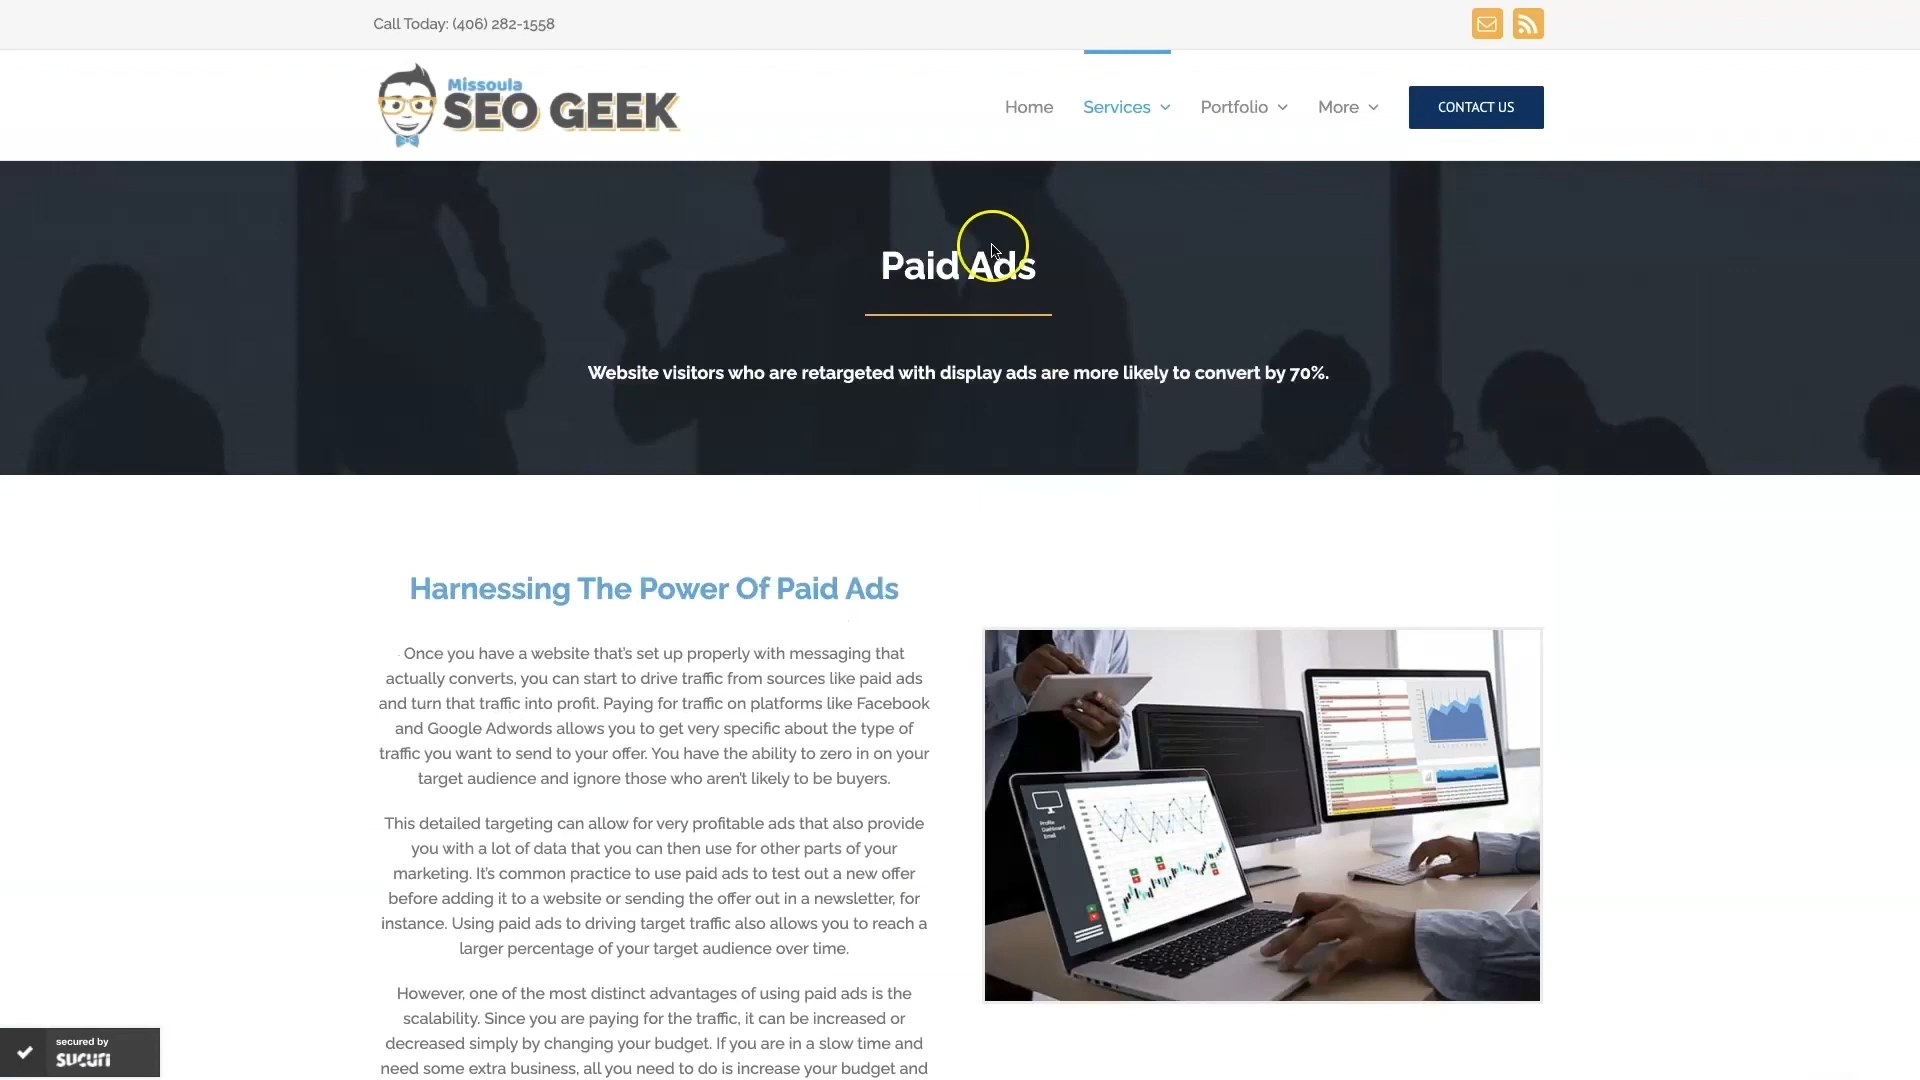 Call Today: (406) 282-1558
Missoula
SEO GEEK
Home
Services
Portfolio
More
CONTACT US
Paid Ads
Website visitors who are retargeted with display ads are more likely to convert by 70%.
Harnessing The Power Of Paid Ads
Once you have a website that's set up properly with messaging that
actually converts, you can start to drive traffic from sources like paid ads
and turn that traffic into profit. Paying for traffic on platforms like Facebook
and Google Adwords allows you to get very specific about the type of
traffic you want to send to your offer. You have the ability to zero in on your
target audience and ignore those who aren't likely to be buyers.
This detailed targeting can allow for very profitable ads that also provide
you with a lot of data that you can then use for other parts of your
marketing. It's common practice to use paid ads to test out a new offer
before adding it to a website or sending the offer out in a newsletter, for
instance. Using paid ads to driving target traffic also allows you to reach a
larger percentage of your target audience over time.
However, one of the most distinct advantages of using paid ads is the
scalability. Since you are paying for the traffic, it can be increased or
decreased simply by changing your budget. If you are in a slow time and
need some extra business, all you need to do is increase your budget and
secured by
sucuri